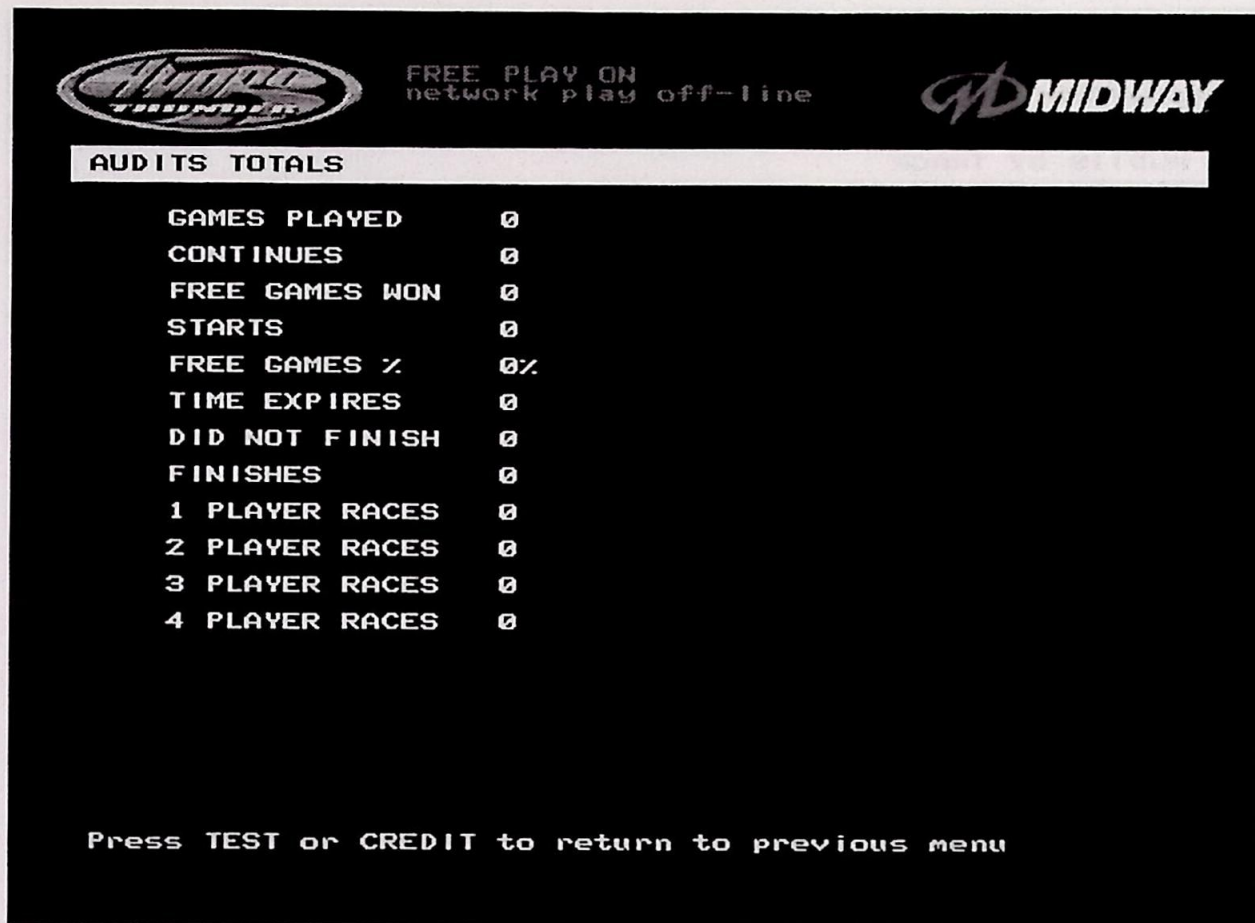 HYDRO
THUNDER
FREE PLAY ON
network play off-line
MIDWAY
AUDITS TOTALS
GAMES PLAYED 0
CONTINUES 0
FREE GAMES WON 0
STARTS 0
FREE GAMES % 0%
TIME EXPIRES 0
DID NOT FINISH 0
FINISHES 0
1 PLAYER RACES 0
2 PLAYER RACES 0
3 PLAYER RACES 0
4 PLAYER RACES 0
Press TEST or CREDIT to return to previous menu